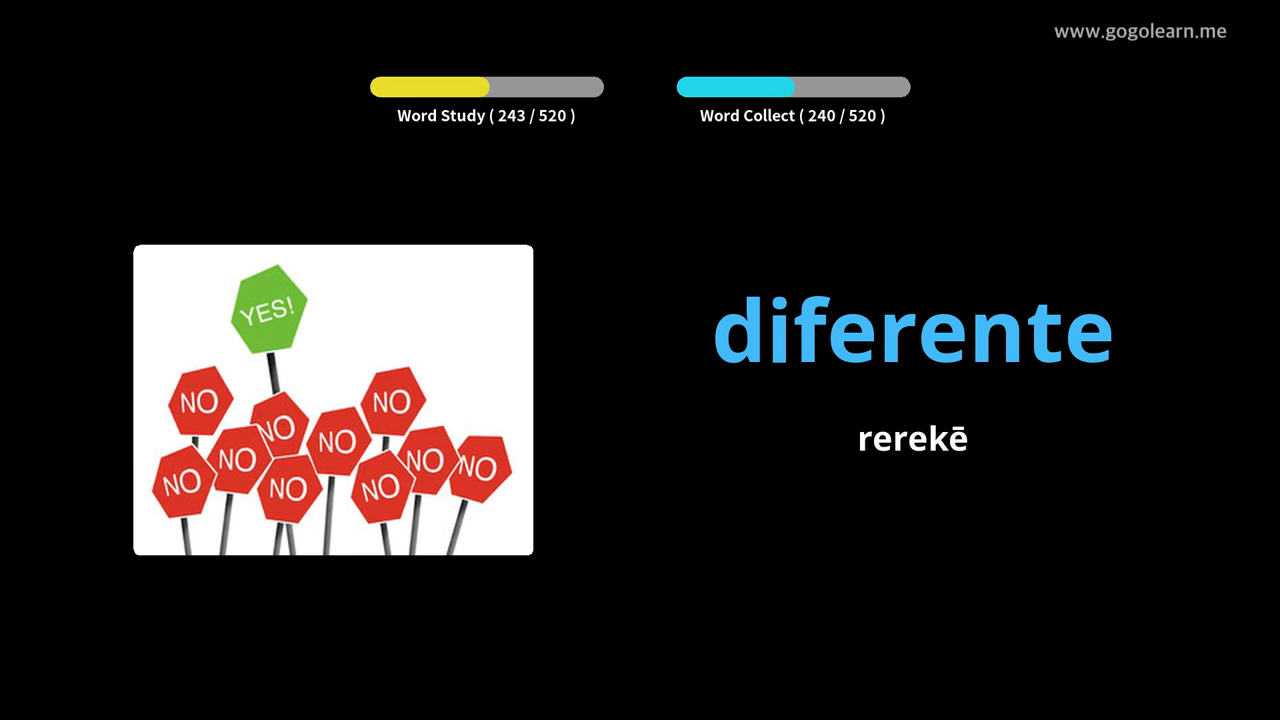 www.gogolearn.me
Word Study ( 243 / 520 )
Word Collect ( 240 / 520 )
YES!
NO
NO
NO
NO
NO
NO
NO
NO
NO
NO
diferente
rerekē